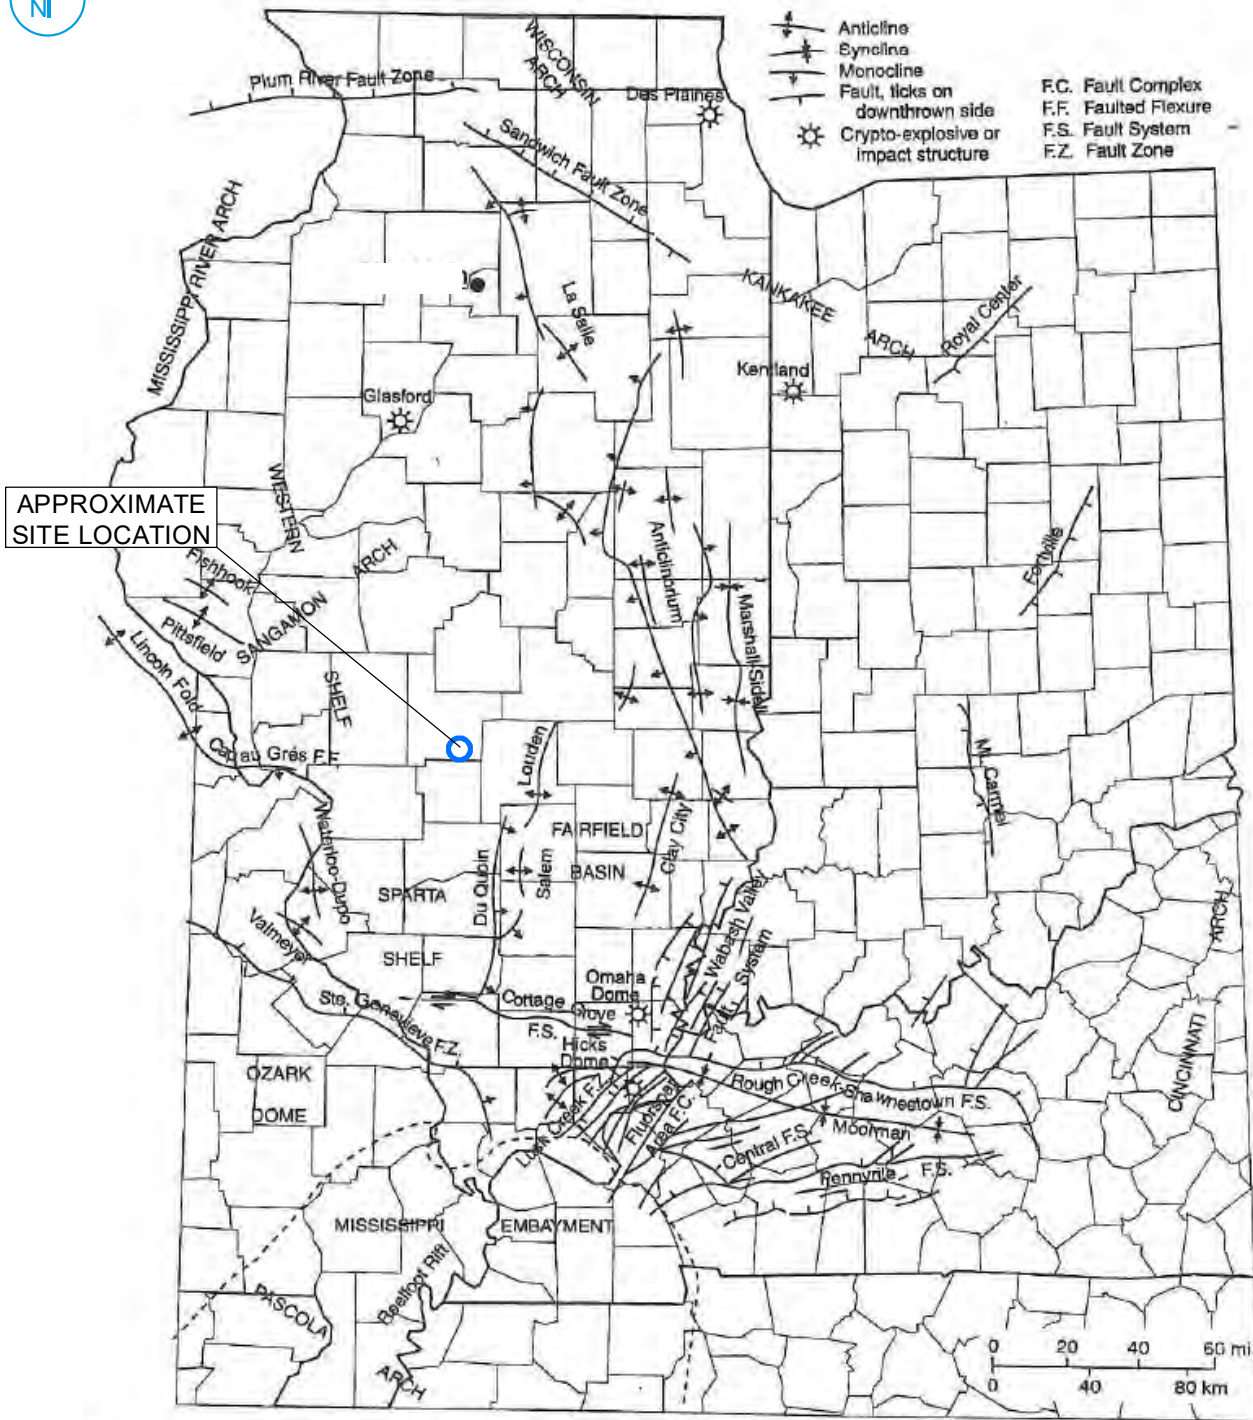 N
Anticline
Syncline
Monocline
Fault, ticks on
downthrown side
Crypto-explosive or
impact structure
F.C. Fault Complex
F.F. Faulted Flexure
F.S. Fault System
F.Z. Fault Zone
WISCONSIN
ARCH
Plum River Fault Zone
Des Plaines
Sandwich Fault Zone
MISSISSIPPI RIVER ARCH
La Salle
KANKAKEE
ARCH
Royal Center
Kentland
Glasford
APPROXIMATE
SITE LOCATION
WESTERN
ARCH
Fishhook
Pittsfield
SANGAMON
Anticlinorium
Fortville
Marshall-Sidell
Lincoln Fold
SHELF
Cap au Grés F.F.
Louden
Mt. Carmel
FAIRFIELD
BASIN
Clay City
Waterloo-Dupo
SPARTA
SHELF
Du Quoin
Salem
Valmeyer
Wabash Valley
Fault System
ARCH
Omaha
Dome
Ste. Genevieve F.Z.
Cottage
Grove
F.S.
Hicks
Dome
OZARK
DOME
Rough Creek-Shawneetown F.S.
CINCINNATI
Lusk Creek F.Z.
Fluorspar
Area F.C.
Moorman
Central F.S.
Pennyrile F.S.
MISSISSIPPI
EMBAYMENT
Reelfoot Rift
PASCOLA
ARCH
0 20 40 60 mi
0 40 80 km